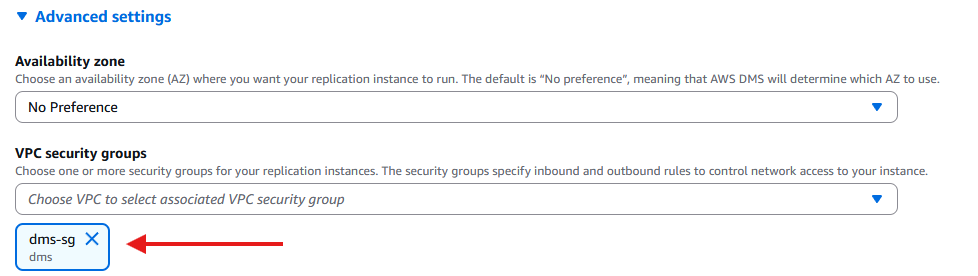 Advanced settings
Availability zone
Choose an availability zone (AZ) where you want your replication instance to run. The default is “No preference”, meaning that AWS DMS will determine which AZ to use.
No Preference
VPC security groups
Choose one or more security groups for your replication instances. The security groups specify inbound and outbound rules to control network access to your instance.
Choose VPC to select associated VPC security group
dms-sg
dms